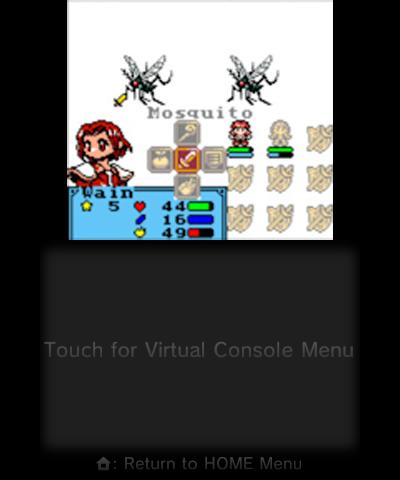 Mosquito
Wain
5 44
16
49
Touch for Virtual Console Menu
: Return to HOME Menu